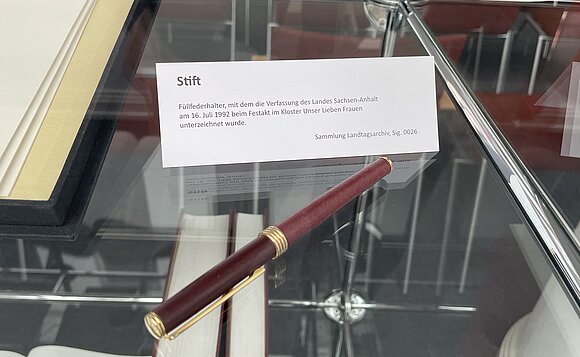 Stift
Füllfederhalter, mit dem die Verfassung des Landes Sachsen-Anhalt
am 16. Juli 1992 beim Festakt im Kloster Unser Lieben Frauen
unterzeichnet wurde.
Sammlung Landtagsarchiv, Sig. 0026